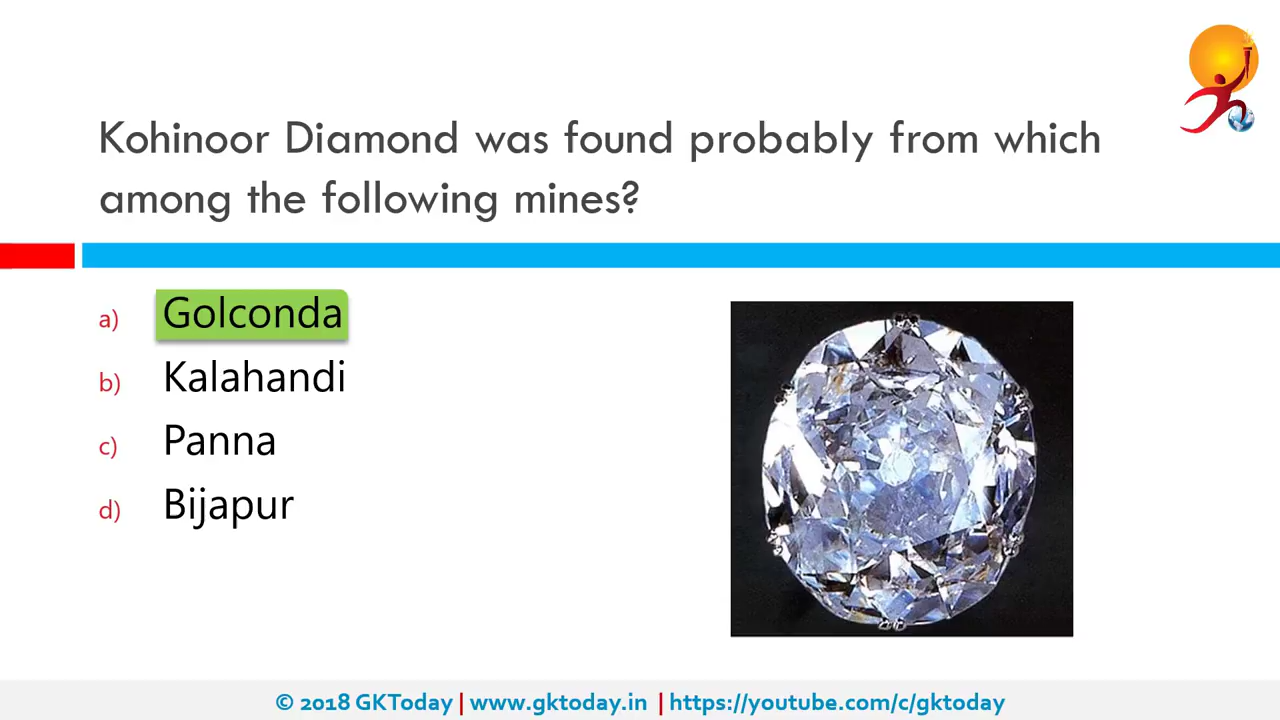 Kohinoor Diamond was found probably from which
among the following mines?
a) Golconda
b) Kalahandi
c) Panna
d) Bijapur
© 2018 GKToday | www.gktoday.in | https://youtube.com/c/gktoday